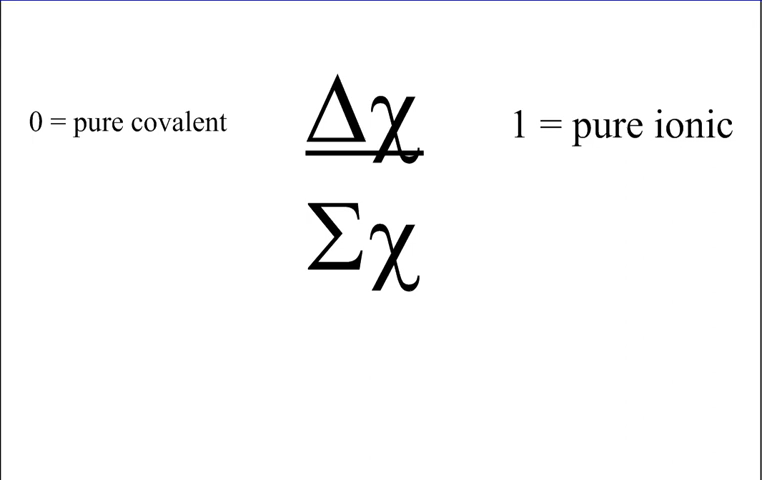 0 = pure covalent
Δχ
Σχ
1 = pure ionic